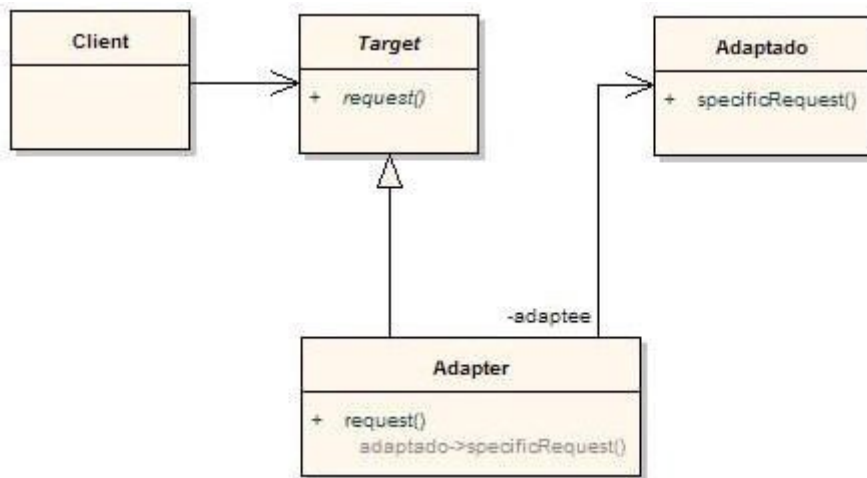 Client
Target
+ request()
Adaptado
+ specificRequest()
-adaptee
Adapter
+ request()
adaptado->specificRequest()